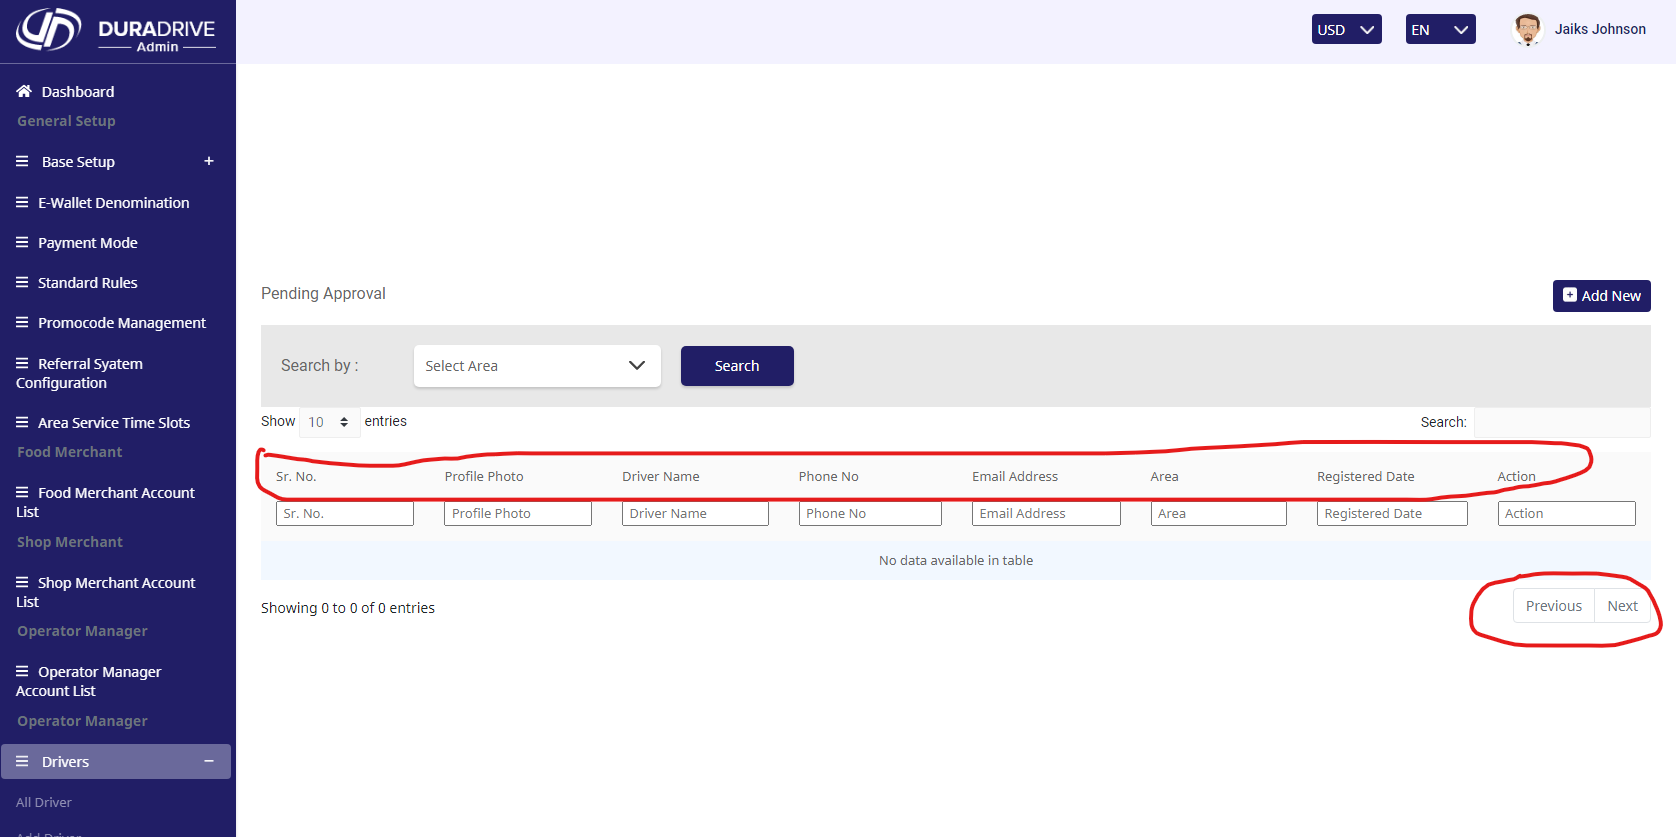 DURADRIVE
Admin
USD
EN
Jaiks Johnson
Dashboard
General Setup
Base Setup +
E-Wallet Denomination
Payment Mode
Standard Rules
Promocode Management
Referral Syatem
Configuration
Area Service Time Slots
Food Merchant
Food Merchant Account
List
Shop Merchant
Shop Merchant Account
List
Operator Manager
Operator Manager
Account List
Operator Manager
Drivers −
All Driver
Add Driver
Pending Approval
Add New
Search by :
Select Area
Search
Show 10 entries
Search:
Sr. No. Profile Photo Driver Name Phone No Email Address Area Registered Date Action
Sr. No. Profile Photo Driver Name Phone No Email Address Area Registered Date Action
No data available in table
Showing 0 to 0 of 0 entries
Previous Next